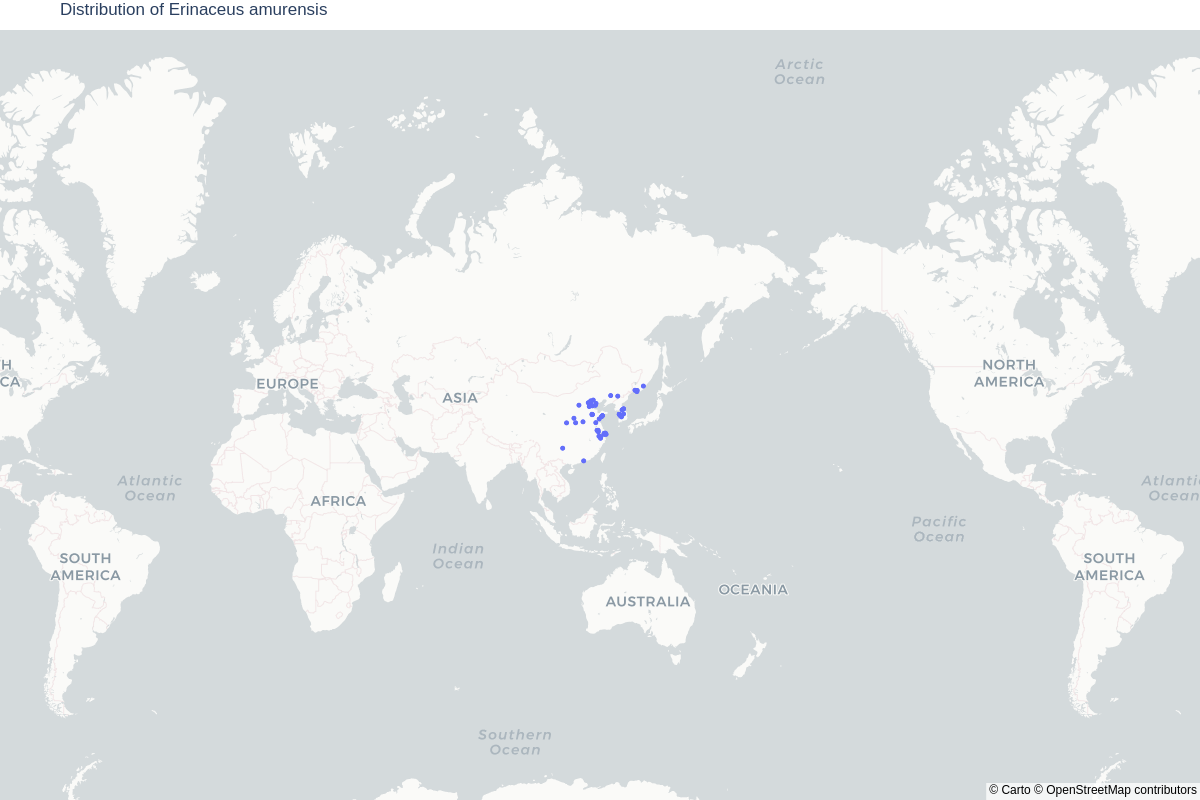 Distribution of Erinaceus amurensis
Arctic
Ocean
H
CA
EUROPE
ASIA
NORTH
AMERICA
Atlantic
Ocean
AFRICA
Atlantic
Ocean
Pacific
Ocean
Indian
Ocean
SOUTH
AMERICA
SOUTH
AMERICA
OCEANIA
AUSTRALIA
Southern
Ocean
© Carto © OpenStreetMap contributors